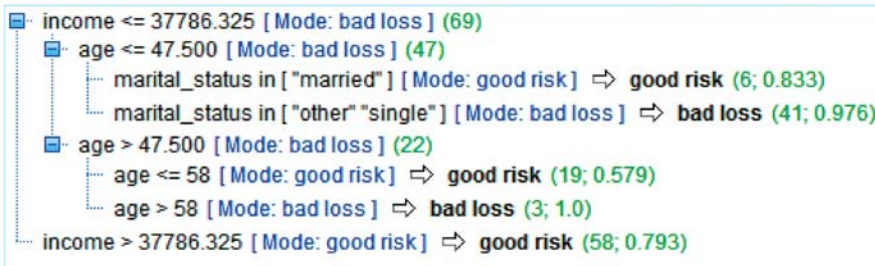 income <= 37786.325 [ Mode: bad loss ] (69)
age <= 47.500 [ Mode: bad loss ] (47)
marital_status in [ "married" ] [ Mode: good risk ] ⇨ good risk (6; 0.833)
marital_status in [ "other" "single" ] [ Mode: bad loss ] ⇨ bad loss (41; 0.976)
age > 47.500 [ Mode: bad loss ] (22)
age <= 58 [ Mode: good risk ] ⇨ good risk (19; 0.579)
age > 58 [ Mode: bad loss ] ⇨ bad loss (3; 1.0)
income > 37786.325 [ Mode: good risk ] ⇨ good risk (58; 0.793)